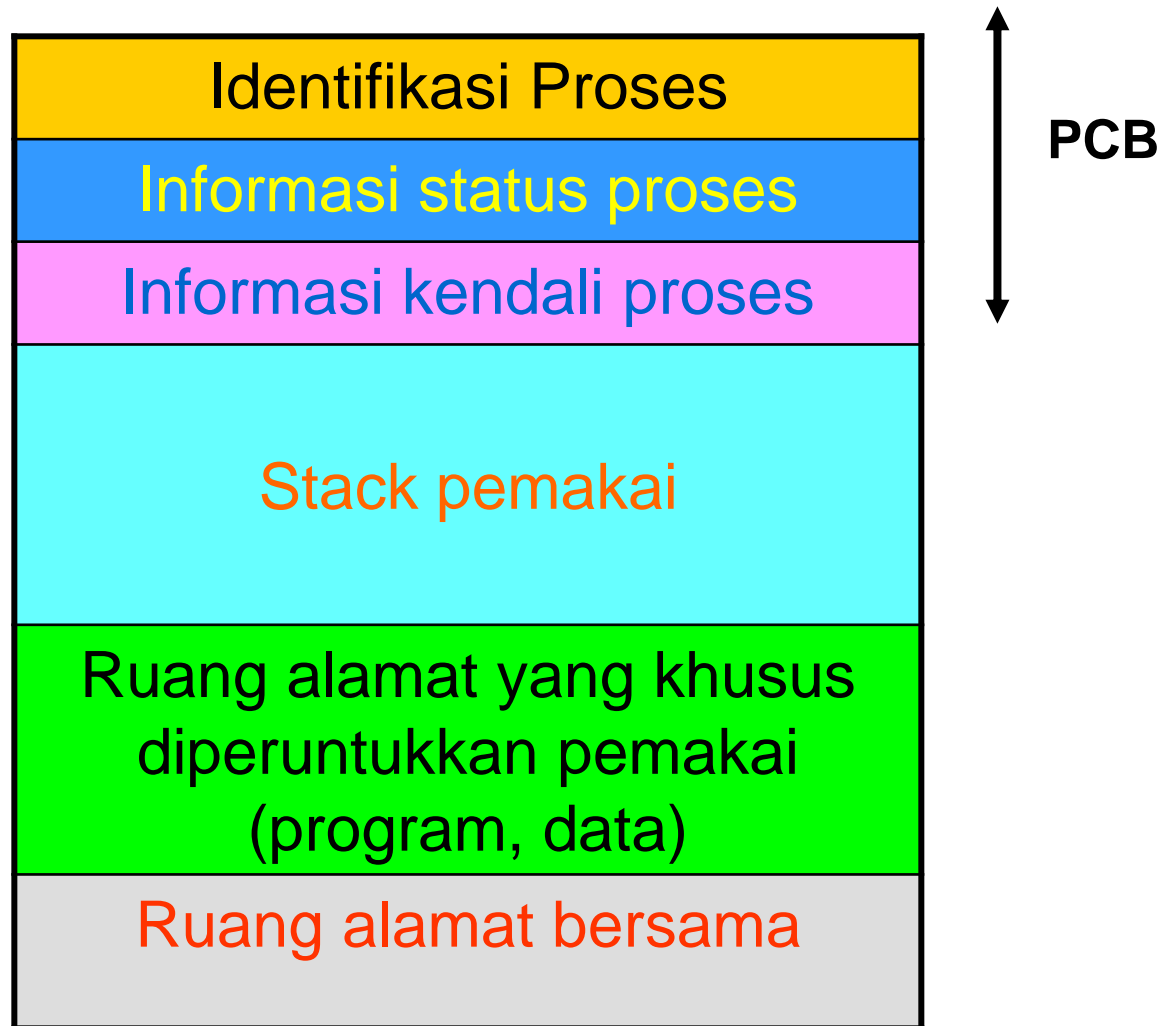 Identifikasi Proses
PCB
Informasi status proses
Informasi kendali proses
Stack pemakai
Ruang alamat yang khusus
diperuntukkan pemakai
(program, data)
Ruang alamat bersama